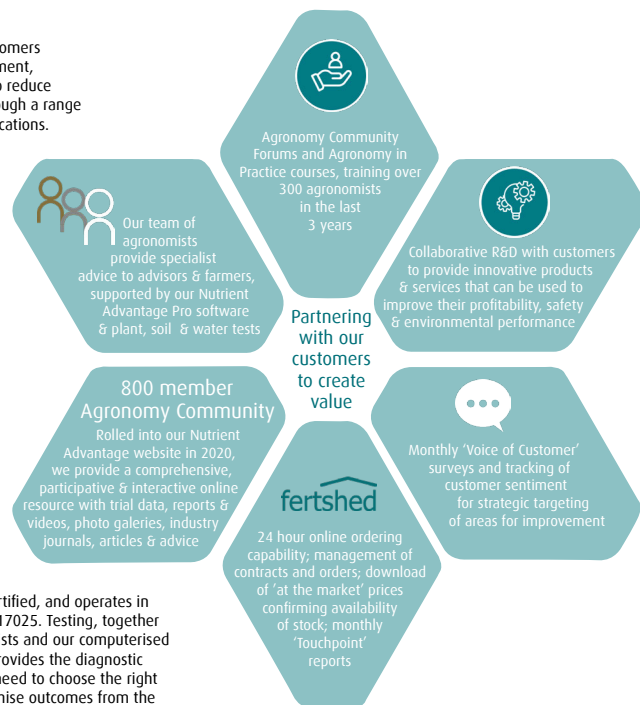 omers
ment,
o reduce
ough a range
cations.
Agronomy Community
Forums and Agronomy in
Practice courses, training over
300 agronomists
in the last
3 years
Our team of
agronomists
provide specialist
advice to advisors & farmers,
supported by our Nutrient
Advantage Pro software
& plant, soil & water tests
Collaborative R&D with customers
to provide innovative products
& services that can be used to
improve their profitability, safety
& environmental performance
Partnering
with our
customers
to create
value
800 member
Agronomy Community
Rolled into our Nutrient
Advantage website in 2020,
we provide a comprehensive,
participative & interactive online
resource with trial data, reports &
videos, photo galeries, industry
journals, articles & advice
Monthly ‘Voice of Customer’
surveys and tracking of
customer sentiment
for strategic targeting
of areas for improvement
fertshed
24 hour online ordering
capability; management of
contracts and orders; download
of ‘at the market’ prices
confirming availability
of stock; monthly
‘Touchpoint’
reports
rtified, and operates in
17025. Testing, together
sts and our computerised
rovides the diagnostic
need to choose the right
mise outcomes from the